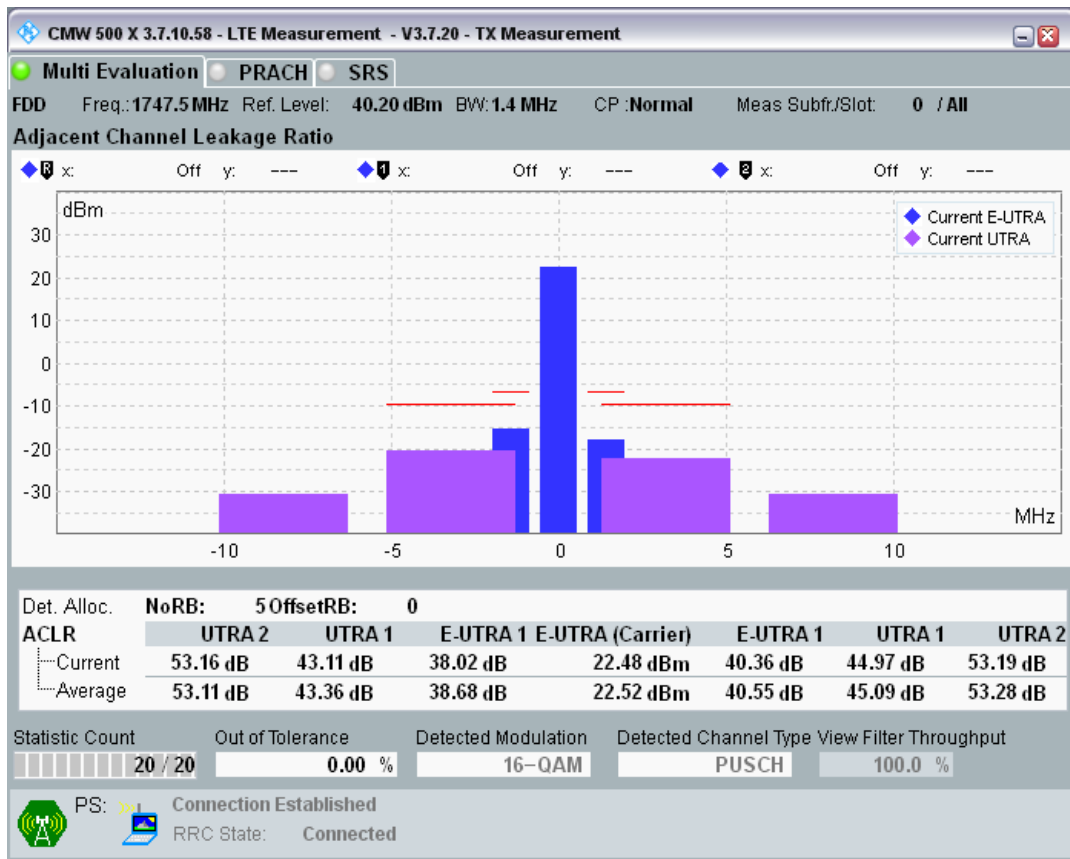 CMW 500 X 3.7.10.58 - LTE Measurement - V3.7.20 - TX Measurement
Multi Evaluation PRACH SRS
FDD Freq.: 1747.5 MHz Ref. Level: 40.20 dBm BW: 1.4 MHz CP : Normal Meas Subfr./Slot: 0 / All
Adjacent Channel Leakage Ratio
R x: Off y: --- 1 x: Off y: --- 2 x: Off y: ---
dBm
Current E-UTRA
Current UTRA
30
20
10
0
-10
-20
-30
MHz
-10 -5 0 5 10
Det. Alloc. NoRB: 5 OffsetRB: 0
ACLR UTRA 2 UTRA 1 E-UTRA 1 E-UTRA (Carrier) E-UTRA 1 UTRA 1 UTRA 2
Current 53.16 dB 43.11 dB 38.02 dB 22.48 dBm 40.36 dB 44.97 dB 53.19 dB
Average 53.11 dB 43.36 dB 38.68 dB 22.52 dBm 40.55 dB 45.09 dB 53.28 dB
Statistic Count Out of Tolerance Detected Modulation Detected Channel Type View Filter Throughput
20 / 20 0.00 % 16-QAM PUSCH 100.0 %
PS: Connection Established
RRC State: Connected